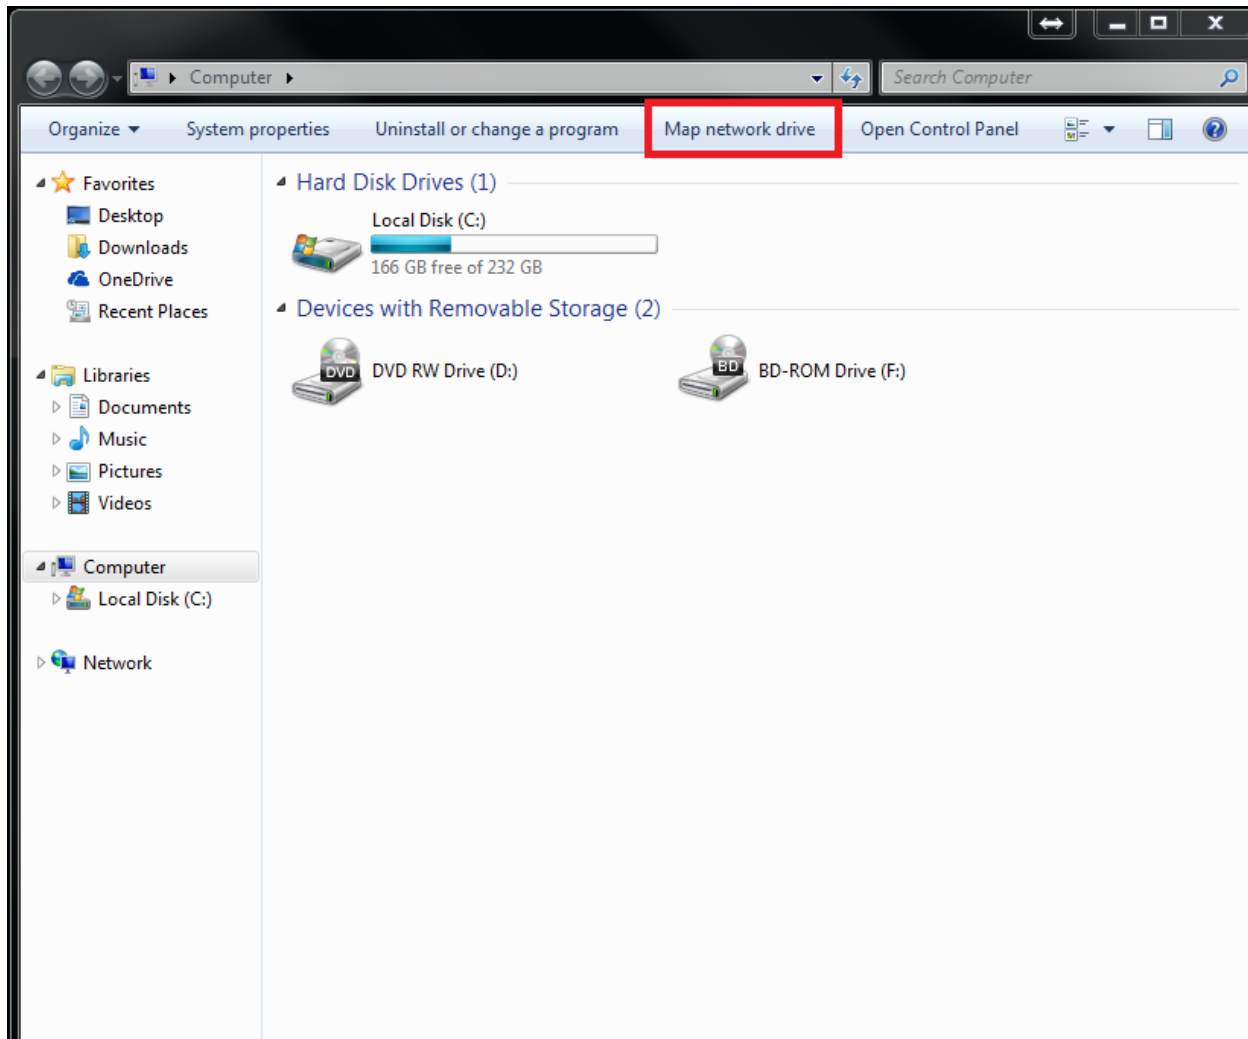 Computer
Search Computer
Organize
System properties
Uninstall or change a program
Map network drive
Open Control Panel
Favorites
Desktop
Downloads
OneDrive
Recent Places
Libraries
Documents
Music
Pictures
Videos
Computer
Local Disk (C:)
Network
Hard Disk Drives (1)
Local Disk (C:)
166 GB free of 232 GB
Devices with Removable Storage (2)
DVD
DVD RW Drive (D:)
BD
BD-ROM Drive (F:)